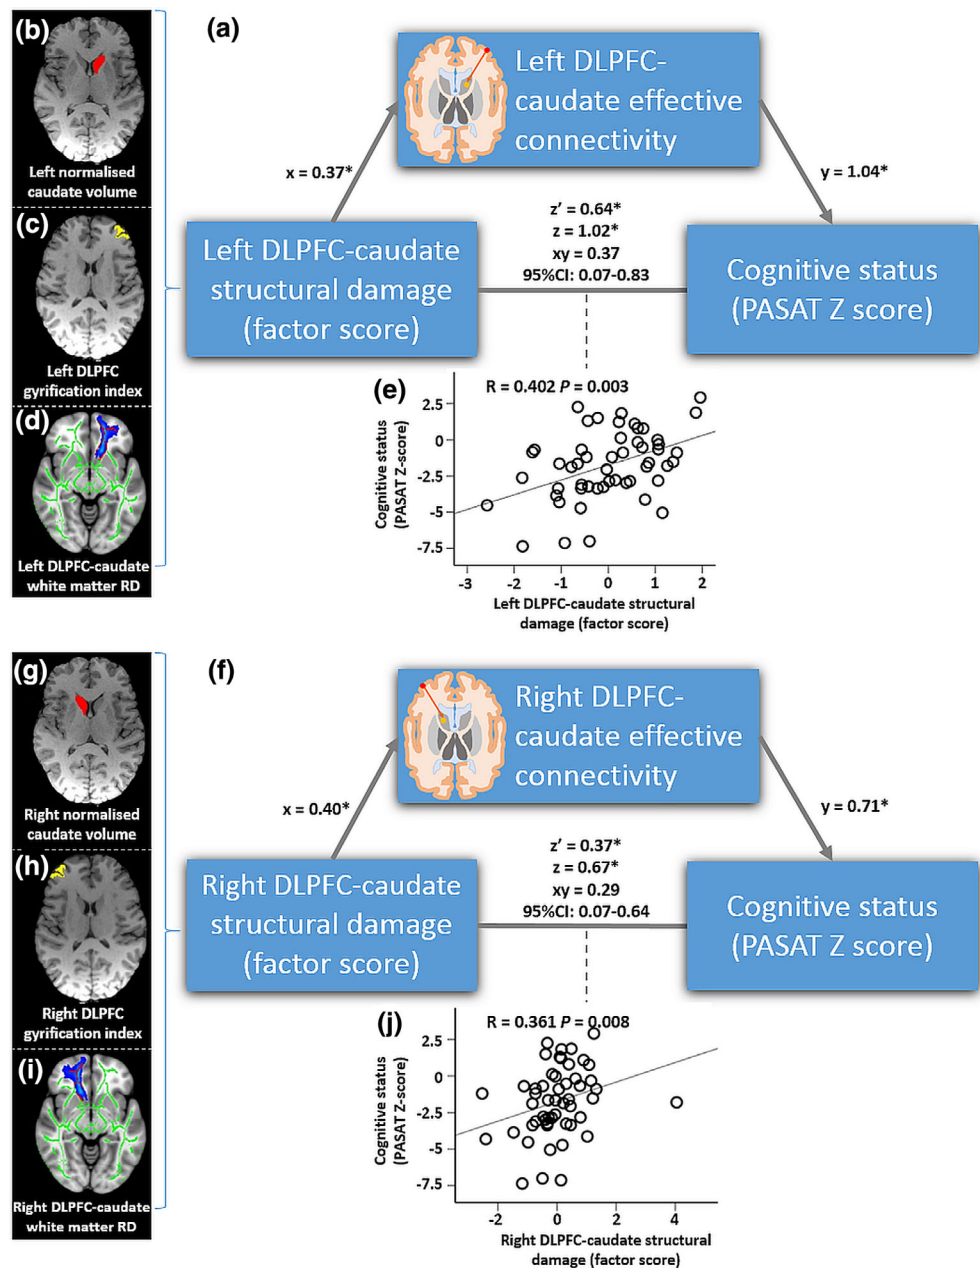 (b)
Left normalised
caudate volume
(c)
Left DLPFC
gyrification index
(d)
Left DLPFC-caudate
white matter RD
(a)
Left DLPFC-
caudate effective
connectivity
x = 0.37*
y = 1.04*
z' = 0.64*
z = 1.02*
xy = 0.37
95%CI: 0.07-0.83
Left DLPFC-caudate
structural damage
(factor score)
Cognitive status
(PASAT Z score)
(e)
R = 0.402 P = 0.003
Cognitive status
(PASAT Z-score)
2.5
0
-2.5
-5
-7.5
-3 -2 -1 0 1 2
Left DLPFC-caudate structural
damage (factor score)
(g)
Right normalised
caudate volume
(h)
Right DLPFC
gyrification index
(i)
Right DLPFC-caudate
white matter RD
(f)
Right DLPFC-
caudate effective
connectivity
x = 0.40*
y = 0.71*
z' = 0.37*
z = 0.67*
xy = 0.29
95%CI: 0.07-0.64
Right DLPFC-caudate
structural damage
(factor score)
Cognitive status
(PASAT Z score)
(j)
R = 0.361 P = 0.008
Cognitive status
(PASAT Z-score)
2.5
0
-2.5
-5
-7.5
-2 0 2 4
Right DLPFC-caudate structural
damage (factor score)